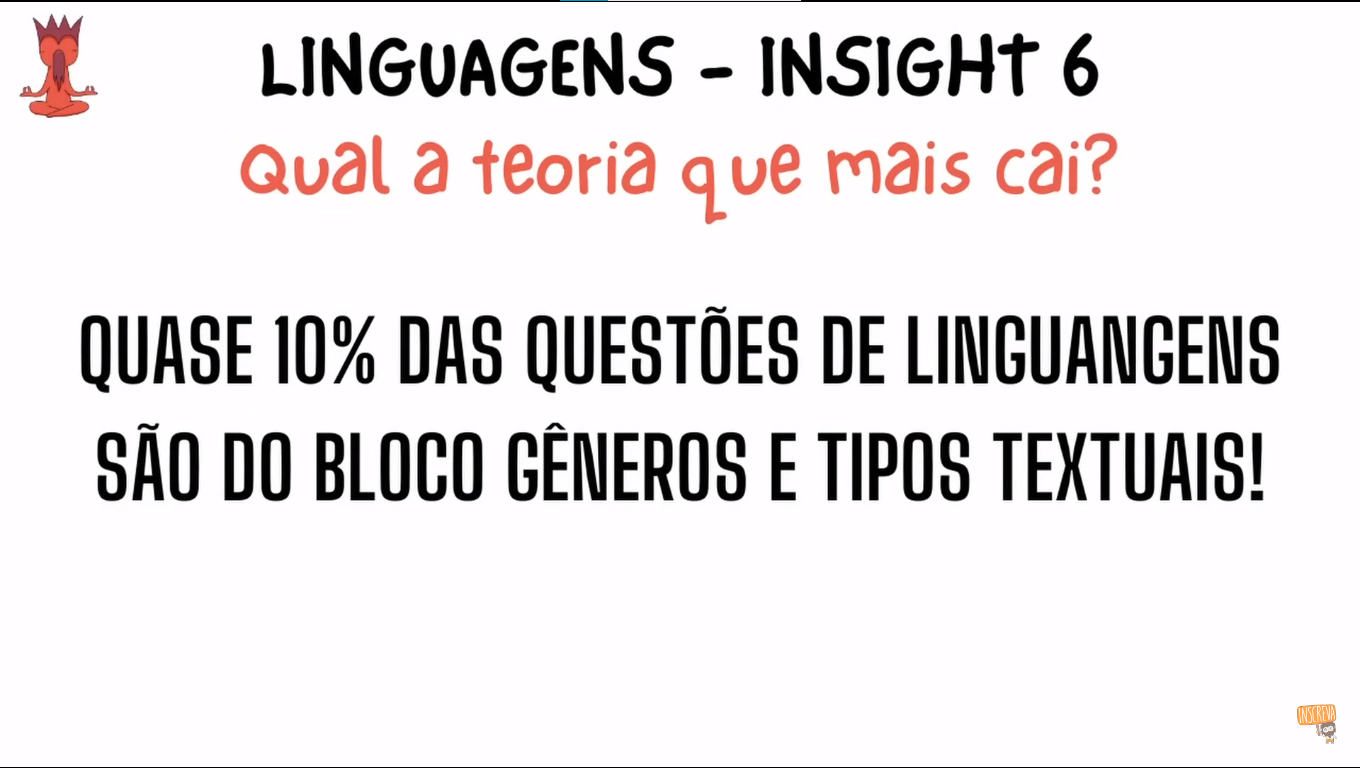 LINGUAGENS - INSIGHT 6
Qual a teoria que mais cai?
QUASE 10% DAS QUESTÕES DE LINGUANGENS
SÃO DO BLOCO GÊNEROS E TIPOS TEXTUAIS!
INSCREVA